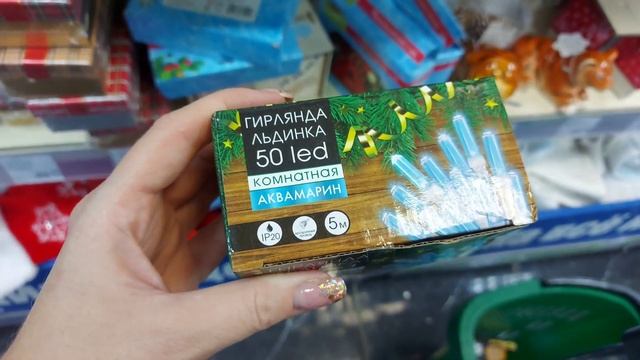 ГИРЛЯНДА
ЛЬДИНКА
50 led
комнатная
АКВАМАРИН
IP20
5м